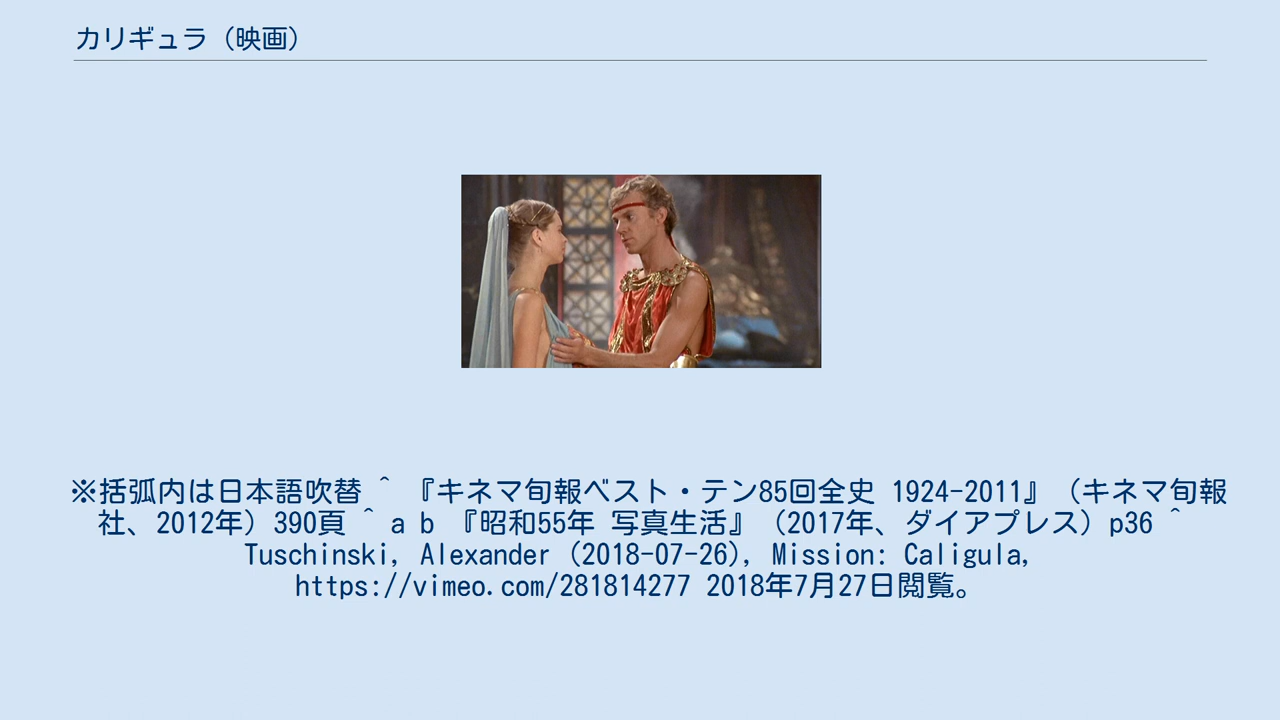 カリギュラ（映画）
※括弧内は日本語吹替 ^ 『キネマ旬報ベスト・テン85回全史 1924-2011』（キネマ旬報
社、2012年）390頁 ^ a b 『昭和55年 写真生活』（2017年、ダイアプレス）p36 ^
Tuschinski, Alexander (2018-07-26), Mission: Caligula,
https://vimeo.com/281814277 2018年7月27日閲覧。